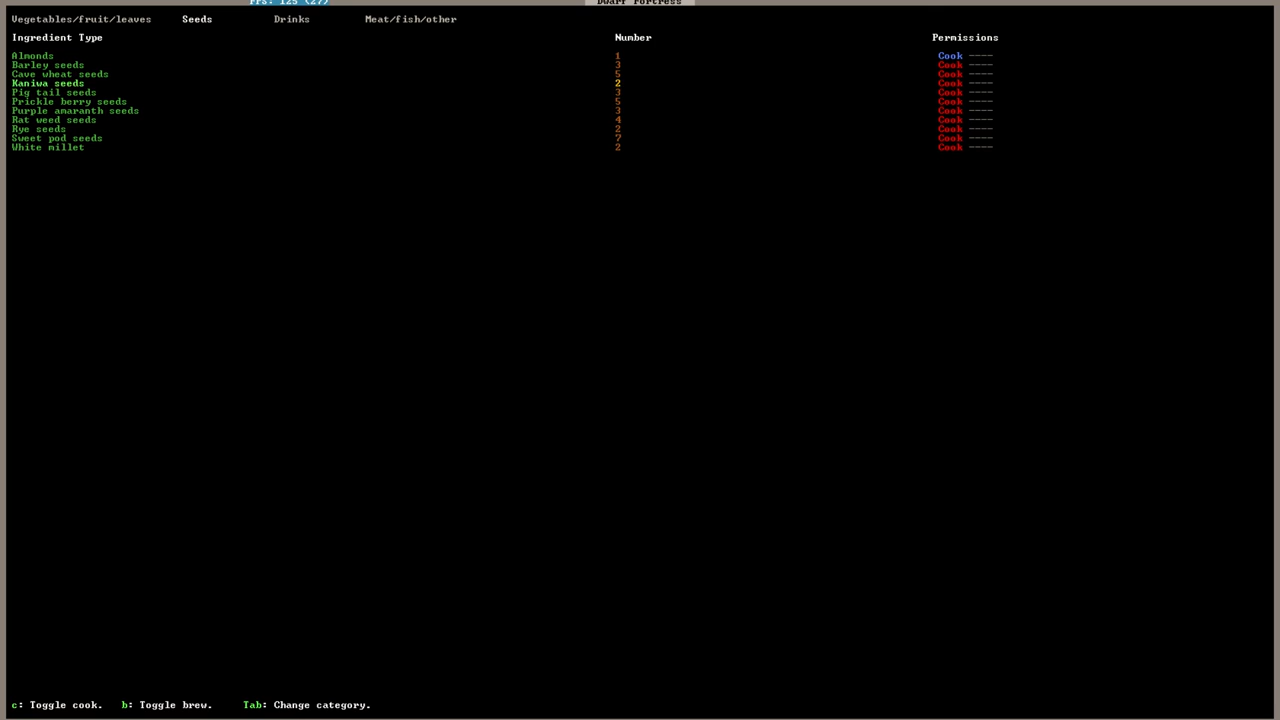 FPS: 125 (27)
Dwarf Fortress
Vegetables/fruit/leaves Seeds Drinks Meat/fish/other
Ingredient Type Number Permissions
Almonds 1 Cook ----
Barley seeds 3 Cook ----
Cave wheat seeds 5 Cook ----
Kaniwa seeds 2 Cook ----
Pig tail seeds 3 Cook ----
Prickle berry seeds 5 Cook ----
Purple amaranth seeds 3 Cook ----
Rat weed seeds 4 Cook ----
Rye seeds 2 Cook ----
Sweet pod seeds 7 Cook ----
White millet 2 Cook ----
c: Toggle cook. b: Toggle brew. Tab: Change category.